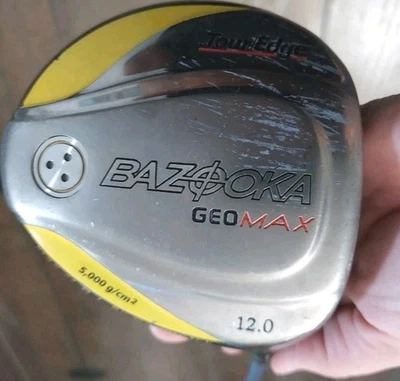 Tour Edge
BAZOOKA
GEOMAX
5,000 g/cm2
12.0